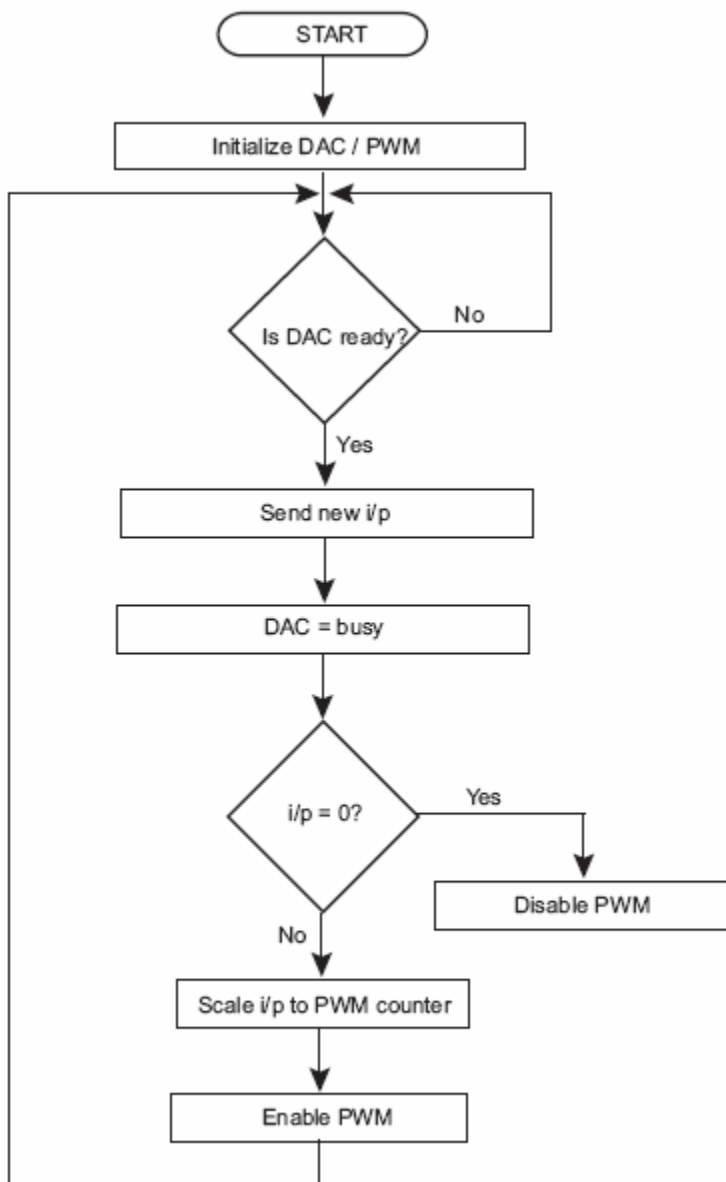 START
Initialize DAC / PWM
Is DAC ready?
No
Yes
Send new i/p
DAC = busy
i/p = 0?
Yes
Disable PWM
No
Scale i/p to PWM counter
Enable PWM